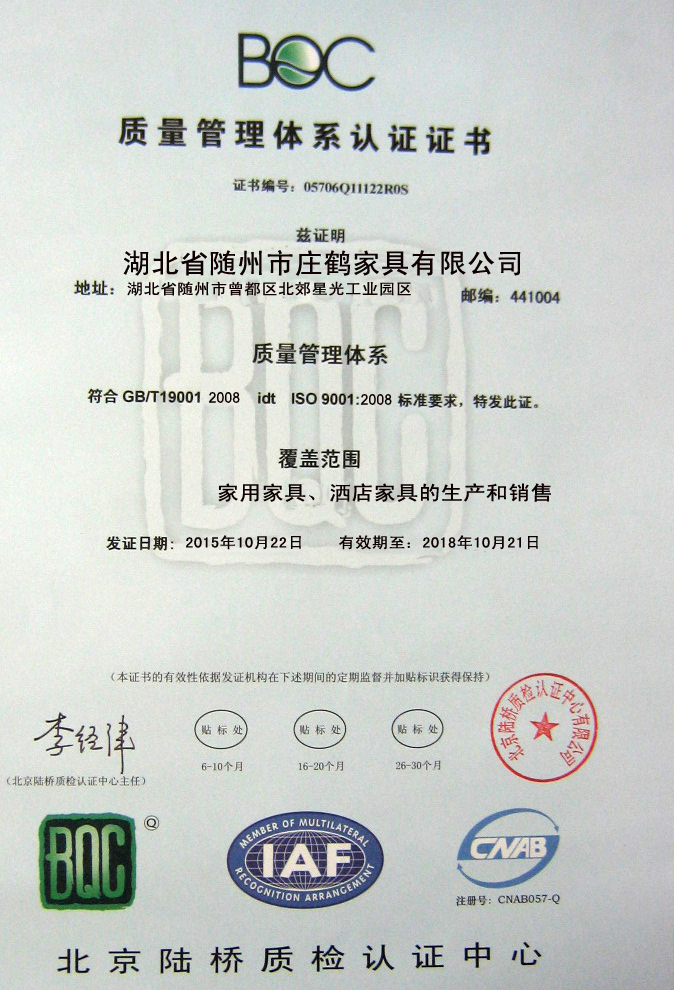 BQC
质量管理体系认证证书
证书编号：05706Q11122R0S
兹证明
湖北省随州市庄鹤家具有限公司
地址：湖北省随州市曾都区北郊星光工业园区 邮编：441004
质量管理体系
符合 GB/T19001 2008 idt ISO 9001:2008 标准要求，特发此证。
覆盖范围
家用家具、洒店家具的生产和销售
发证日期: 2015年10月22日 有效期至：2018年10月21日
（本证书的有效性依据发证机构在下述期间的定期监督并加贴标识获得保持）
李经纬
（北京陆桥质检认证中心主任）
贴标处 贴标处 贴标处
6-10个月 16-20个月 26-30个月
北京陆桥质检认证中心有限公司
BQC Q
MEMBER OF MULTILATERAL
IAF
RECOGNITION ARRANGEMENT
CNAB
注册号：CNAB057-Q
北京陆桥质检认证中心